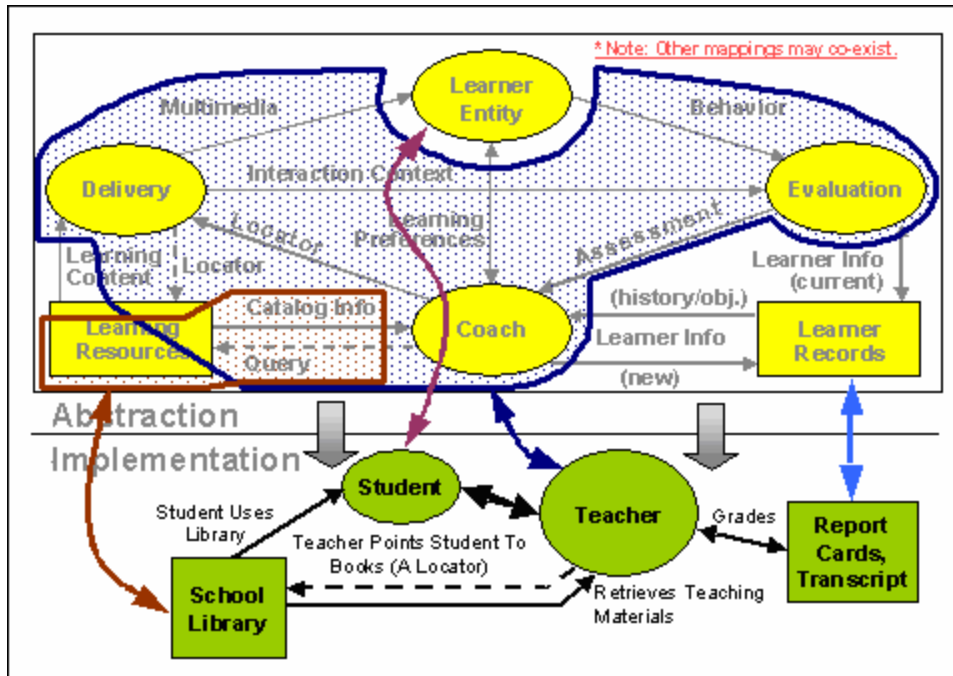 * Note: Other mappings may co-exist.
Learner
Entity
Multimedia
Behavior
Delivery
Interaction Context
Evaluation
Locator
Learning
Preferences
Assessment
Learning
Content
Locator
Learner Info
(current)
Learning
Resources
Catalog Info
Query
Coach
(history/obj.)
Learner Info
(new)
Learner
Records
Abstraction
Implementation
Student
Teacher
Student Uses
Library
Teacher Points Student To
Books (A Locator)
Grades
Report
Cards,
Transcript
School
Library
Retrieves Teaching
Materials